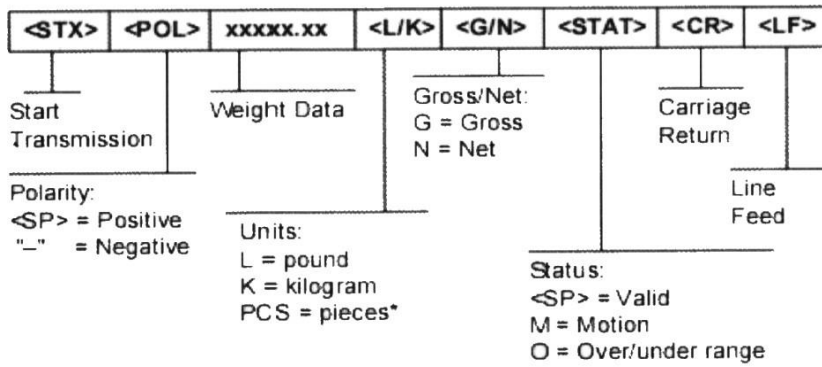 <STX> <POL> xxxxx.xx <L/K> <G/N> <STAT> <CR> <LF>
Start
Transmission
Weight Data
Gross/Net:
G = Gross
N = Net
Carriage
Return
Polarity:
<SP> = Positive
"–" = Negative
Units:
L = pound
K = kilogram
PCS = pieces*
Line
Feed
Status:
<SP> = Valid
M = Motion
O = Over/under range